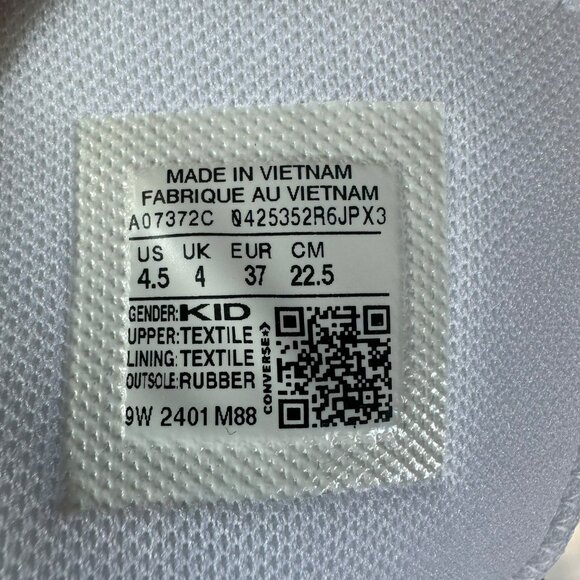 MADE IN VIETNAM
FABRIQUE AU VIETNAM
A07372C 0425352R6JPX3
US UK EUR CM
4.5 4 37 22.5
GENDER:KID
UPPER:TEXTILE
LINING:TEXTILE
OUTSOLE:RUBBER
CONVERSE
9W 2401 M88